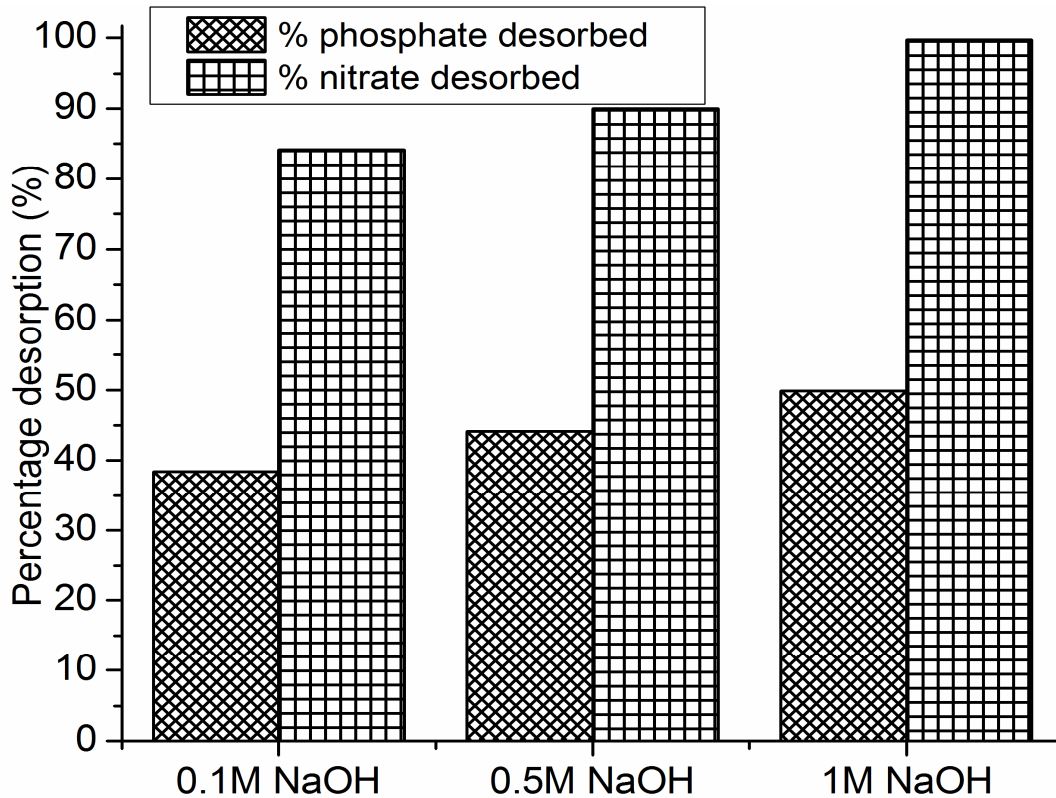 % phosphate desorbed
% nitrate desorbed
Percentage desorption (%)
100
90
80
70
60
50
40
30
20
10
0
0.1M NaOH 0.5M NaOH 1M NaOH